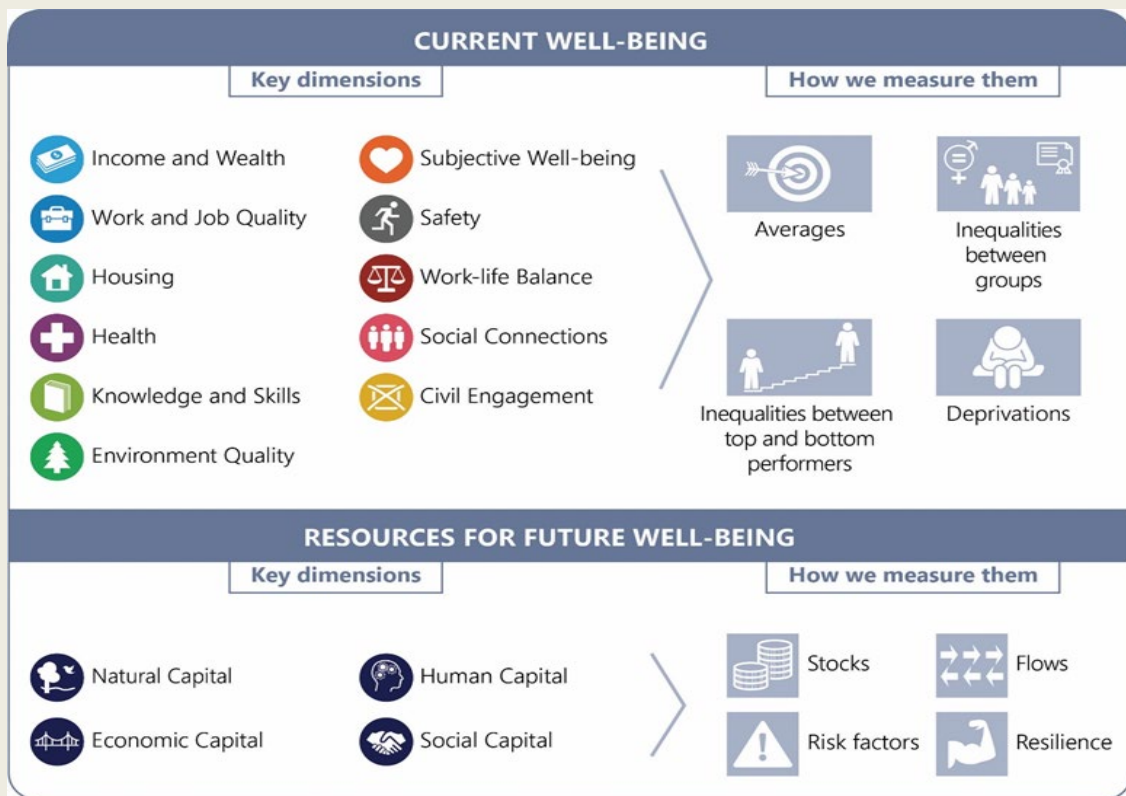 CURRENT WELL-BEING
Key dimensions
How we measure them
Income and Wealth
Work and Job Quality
Housing
Health
Knowledge and Skills
Environment Quality
Subjective Well-being
Safety
Work-life Balance
Social Connections
Civil Engagement
Averages
Inequalities
between
groups
Inequalities between
top and bottom
performers
Deprivations
RESOURCES FOR FUTURE WELL-BEING
Key dimensions
How we measure them
Natural Capital
Economic Capital
Human Capital
Social Capital
Stocks
Flows
Risk factors
Resilience